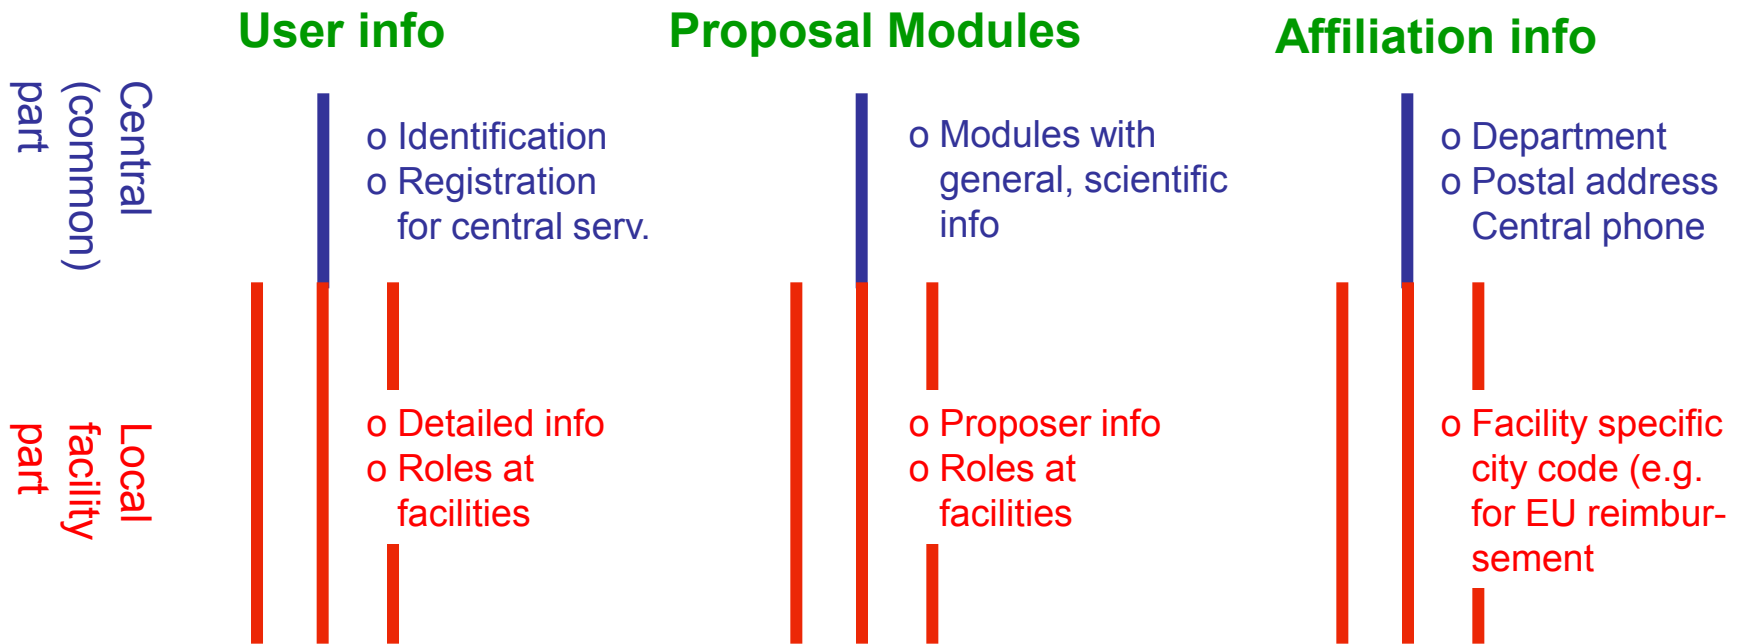 User info
Proposal Modules
Affiliation info
Central
(common)
part
o Identification
o Registration
for central serv.
o Modules with
general, scientific
info
o Department
o Postal address
Central phone
Local
facility
part
o Detailed info
o Roles at
facilities
o Proposer info
o Roles at
facilities
o Facility specific
city code (e.g.
for EU reimbur-
sement